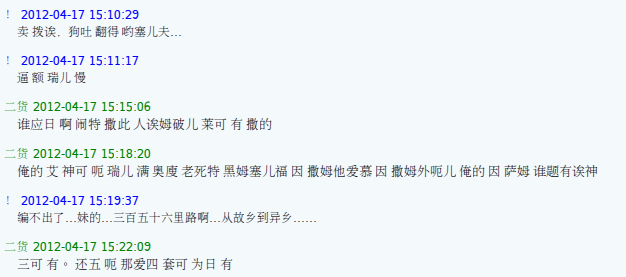 ！ 2012-04-17 15:10:29
卖 拨诶，狗吐 翻得 哟塞儿夫...
！ 2012-04-17 15:11:17
逼 额 瑞儿 慢
二货 2012-04-17 15:15:06
谁应日 啊 闹特 撒此 人诶姆破儿 莱可 有 撒的
二货 2012-04-17 15:18:20
俺的 艾 神可 呃 瑞儿 满 奥度 老死特 黑姆塞儿福 因 撒姆他爱慕 因 撒姆外呃儿 俺的 因 萨姆 谁题有诶神
！ 2012-04-17 15:19:37
编不出了...妹的...三百五十六里路啊...从故乡到异乡......
二货 2012-04-17 15:22:09
三可 有。 还五 呃 那爱四 套可 为日 有